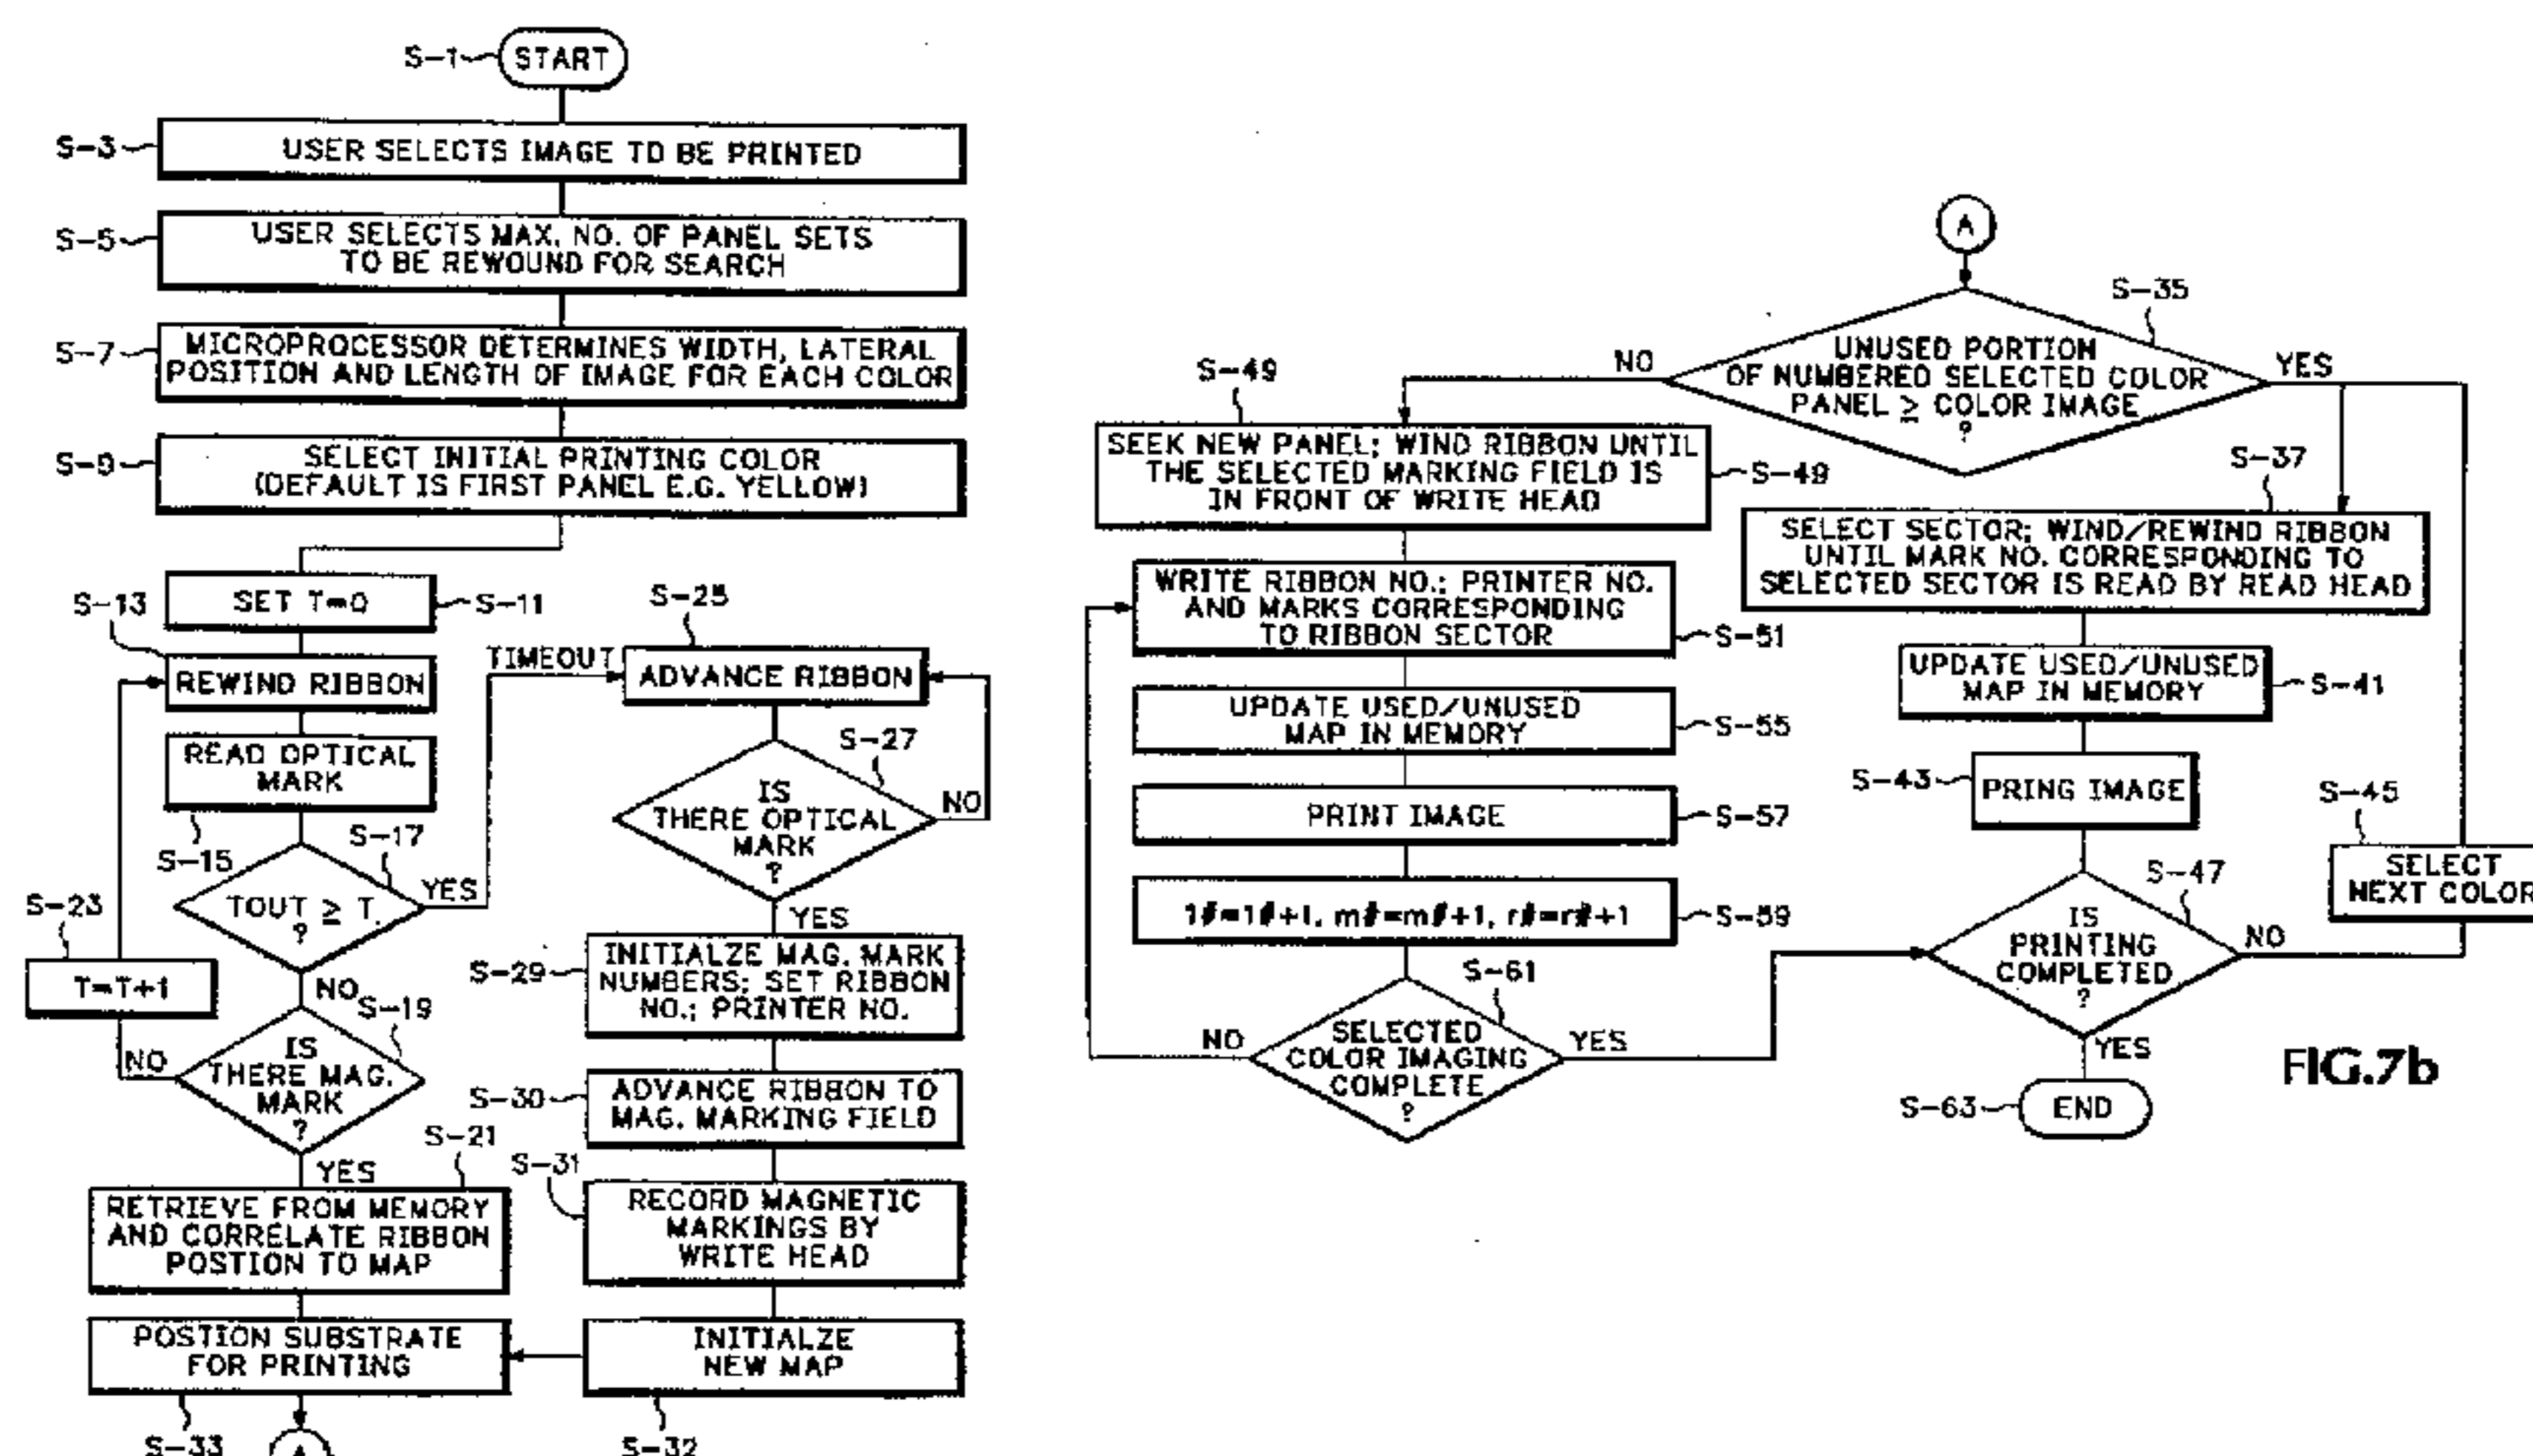 S-1
START
S-3
USER SELECTS IMAGE TO BE PRINTED
S-5
USER SELECTS MAX. NO. OF PANEL SETS
TO BE REWOUND FOR SEARCH
S-7
MICROPROCESSOR DETERMINES WIDTH, LATERAL
POSITION AND LENGTH OF IMAGE FOR EACH COLOR
S-9
SELECT INITIAL PRINTING COLOR
(DEFAULT IS FIRST PANEL E.G. YELLOW)
SET T=0
S-11
S-13
REWIND RIBBON
READ OPTICAL
MARK
S-15
S-17
TOUT ≥ T.
?
YES
TIMEOUT
NO
S-23
T=T+1
S-19
IS
THERE MAG.
MARK
?
NO
YES
S-21
RETRIEVE FROM MEMORY
AND CORRELATE RIBBON
POSTION TO MAP
POSTION SUBSTRATE
FOR PRINTING
S-33
A
S-25
ADVANCE RIBBON
S-27
IS
THERE OPTICAL
MARK
?
NO
YES
S-29
INITIALZE MAG. MARK
NUMBERS; SET RIBBON
NO.; PRINTER NO.
S-30
ADVANCE RIBBON TO
MAG. MARKING FIELD
S-31
RECORD MAGNETIC
MARKINGS BY
WRITE HEAD
INITIALZE
NEW MAP
S-32
A
S-35
UNUSED PORTION
OF NUMBERED SELECTED COLOR
PANEL ≥ COLOR IMAGE
?
NO
YES
S-49
SEEK NEW PANEL; WIND RIBBON UNTIL
THE SELECTED MARKING FIELD IS
IN FRONT OF WRITE HEAD
S-49
WRITE RIBBON NO.; PRINTER NO.
AND MARKS CORRESPONDING
TO RIBBON SECTOR
S-51
UPDATE USED/UNUSED
MAP IN MEMORY
S-55
PRINT IMAGE
S-57
1#=1#+1, m#=m#+1, r#=r#+1
S-59
S-61
SELECTED
COLOR IMAGING
COMPLETE
?
NO
YES
S-37
SELECT SECTOR; WIND/REWIND RIBBON
UNTIL MARK NO. CORRESPONDING TO
SELECTED SECTOR IS READ BY READ HEAD
UPDATE USED/UNUSED
MAP IN MEMORY
S-41
S-43
PRING IMAGE
S-45
SELECT
NEXT COLOR
S-47
IS
PRINTING
COMPLETED
?
NO
YES
S-63
END
FIG.7b